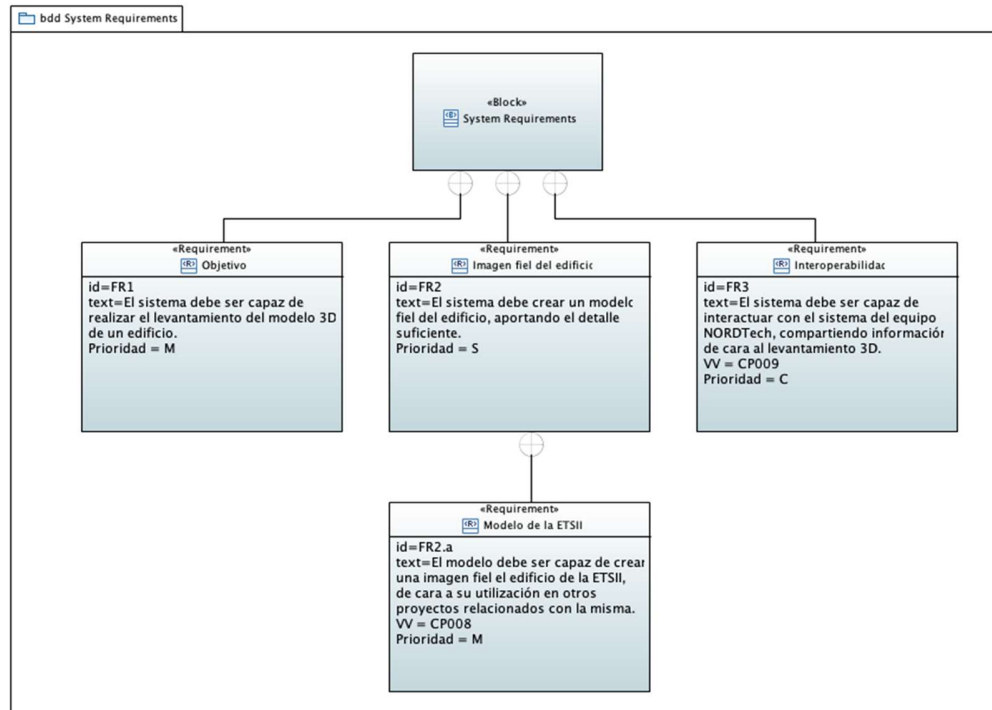 bdd System Requirements
«Block»
System Requirements
«Requirement»
Objetivo
id=FR1
text=El sistema debe ser capaz de
realizar el levantamiento del modelo 3D
de un edificio.
Prioridad = M
«Requirement»
Imagen fiel del edific
id=FR2
text=El sistema debe crear un model
fiel del edificio, aportando el detalle
suficiente.
Prioridad = S
«Requirement»
Interoperabilida
id=FR3
text=El sistema debe ser capaz de
interactuar con el sistema del equipo
NORDTech, compartiendo información
de cara al levantamiento 3D.
VV = CP009
Prioridad = C
«Requirement»
Modelo de la ETSII
id=FR2.a
text=El modelo debe ser capaz de crear
una imagen fiel el edificio de la ETSII,
de cara a su utilización en otros
proyectos relacionados con la misma.
VV = CP008
Prioridad = M